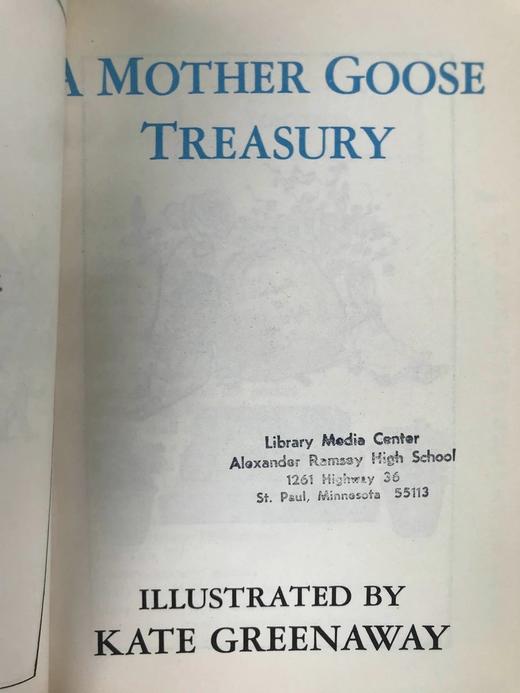 A MOTHER GOOSE
TREASURY
Library Media Center
Alexander Ramsey High School
1261 Highway 36
St. Paul, Minnesota 55113
ILLUSTRATED BY
KATE GREENAWAY